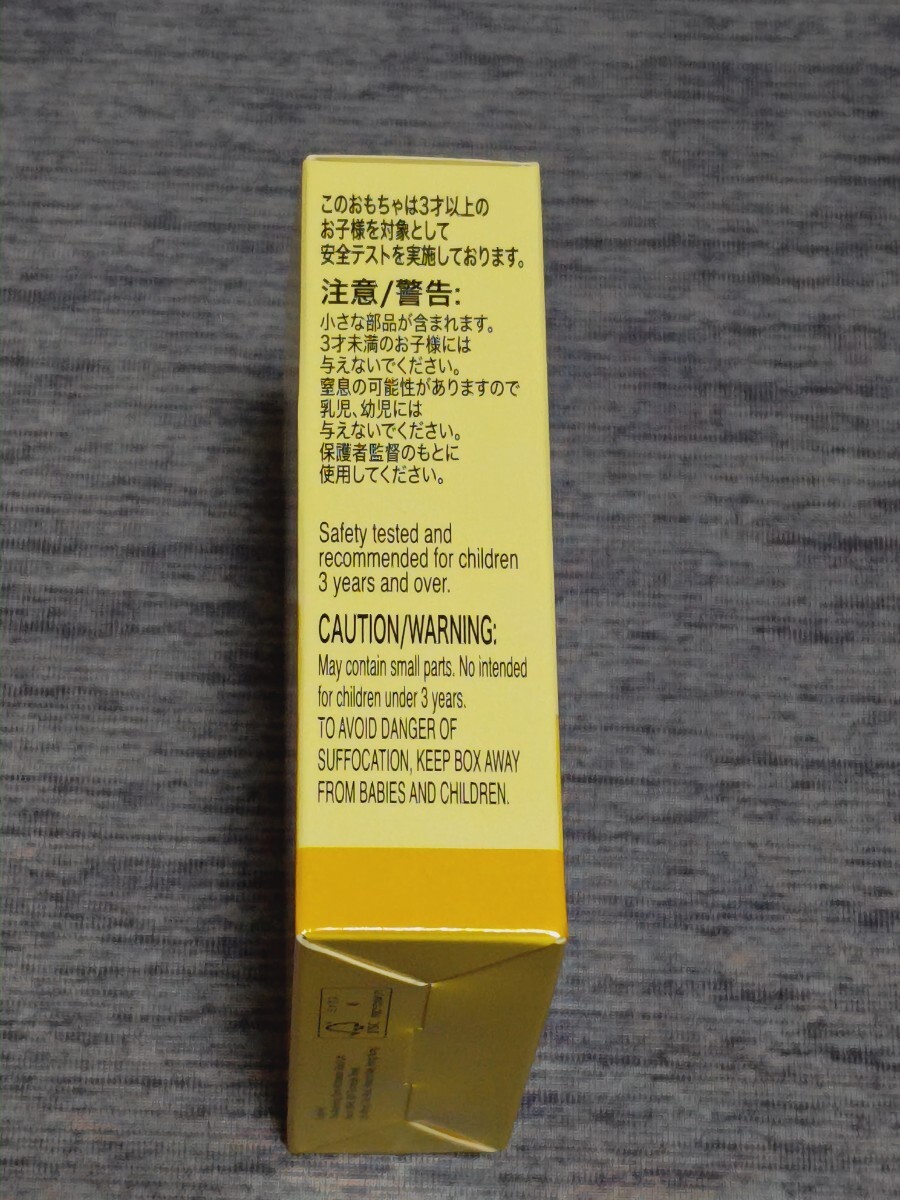 このおもちゃは3才以上の
お子様を対象として
安全テストを実施しております。
注意/警告:
小さな部品が含まれます。
3才未満のお子様には
与えないでください。
窒息の可能性がありますので
乳児、幼児には
与えないでください。
保護者監督のもとに
使用してください。
Safety tested and
recommended for children
3 years and over.
CAUTION/WARNING:
May contain small parts. No intended
for children under 3 years.
TO AVOID DANGER OF
SUFFOCATION, KEEP BOX AWAY
FROM BABIES AND CHILDREN.